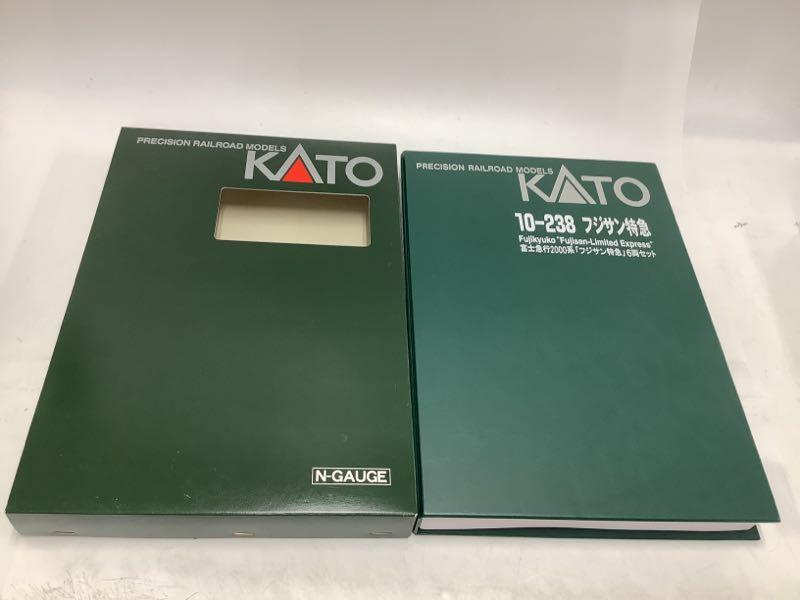 PRECISION RAILROAD MODELS
KATO
N-GAUGE
PRECISION RAILROAD MODELS
KATO
10-238 フジサン特急
Fujikyuko "Fujisan-Limited Express"
富士急行2000系「フジサン特急」6両セット